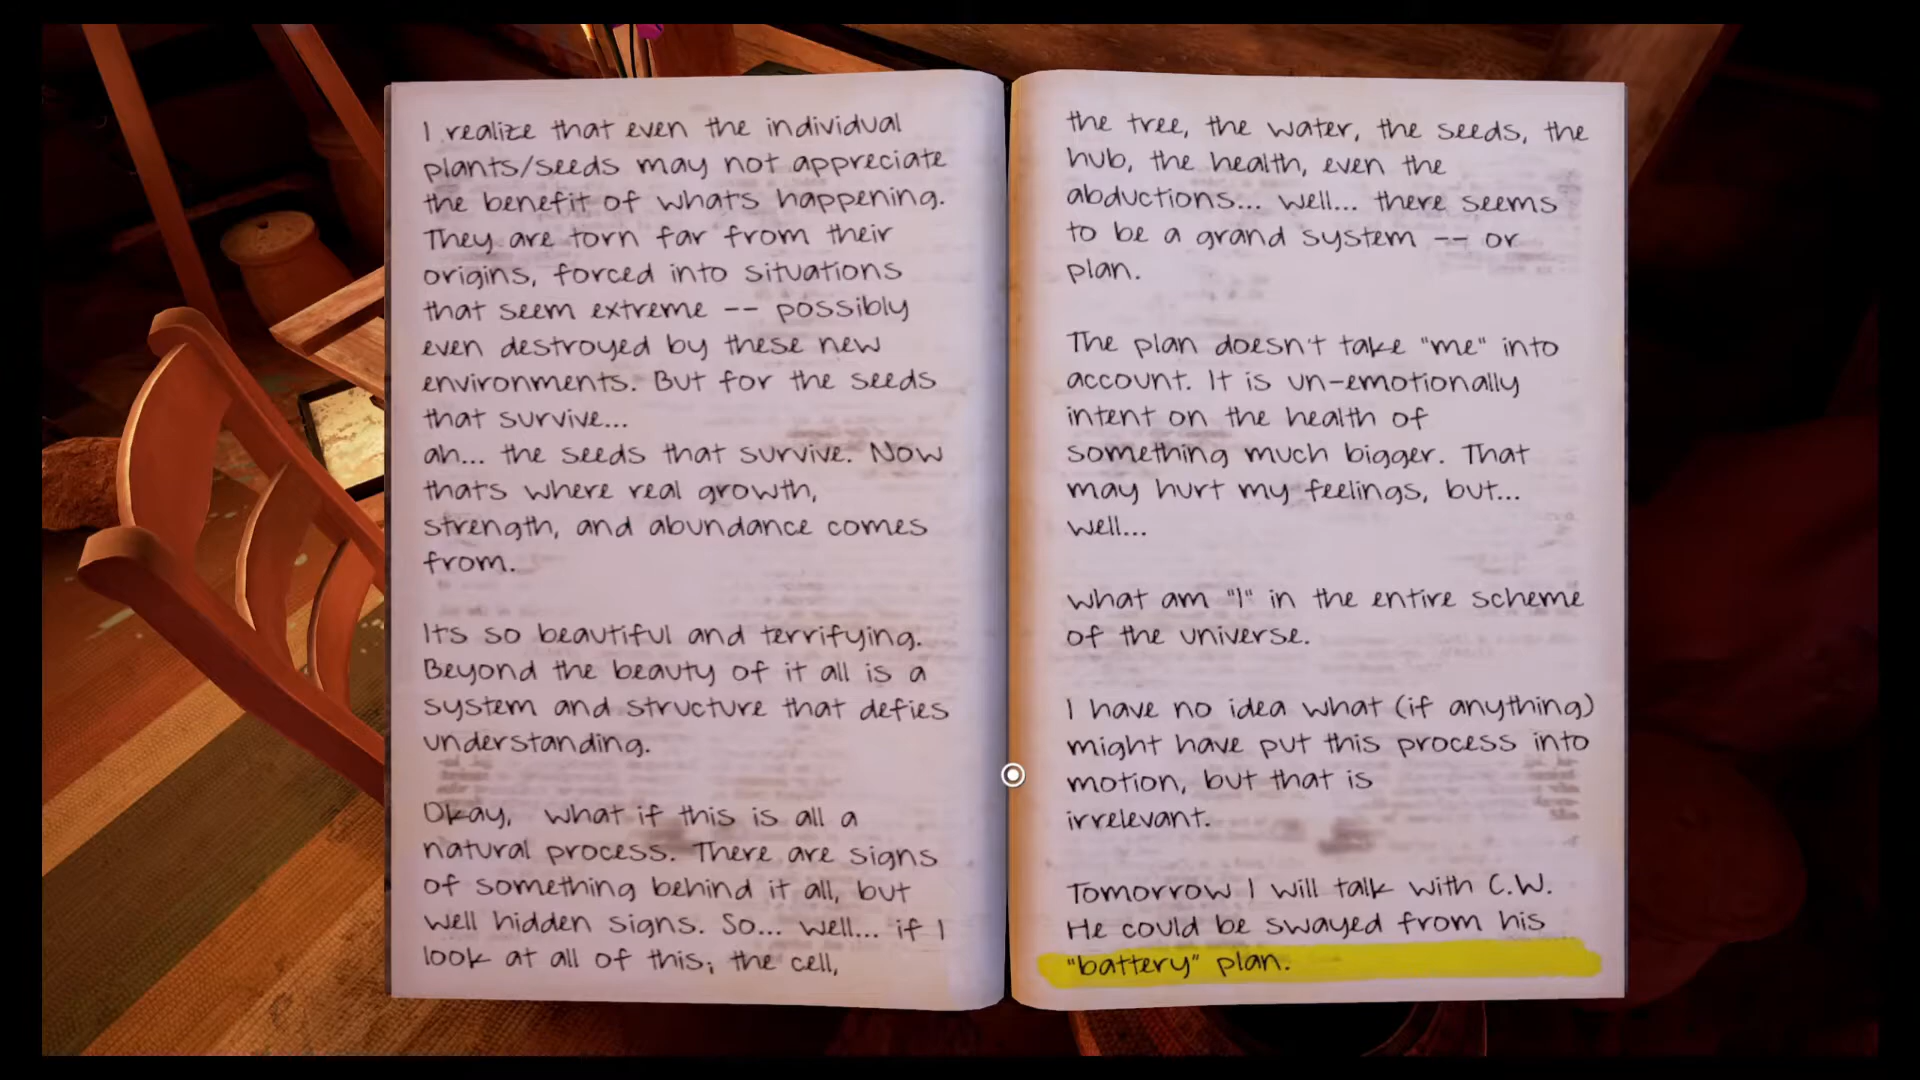 I realize that even the individual
plants/seeds may not appreciate
the benefit of what's happening.
They are torn far from their
origins, forced into situations
that seem extreme -- possibly
even destroyed by these new
environments. But for the seeds
that survive...
ah... the seeds that survive. Now
that's where real growth,
strength, and abundance comes
from.
It's so beautiful and terrifying.
Beyond the beauty of it all is a
system and structure that defies
understanding.
Okay, what if this is all a
natural process. There are signs
of something behind it all, but
well hidden signs. So... well... if I
look at all of this; the cell,
the tree, the water, the seeds, the
hub, the health, even the
abductions... well... there seems
to be a grand system -- or
plan.
The plan doesn't take "me" into
account. It is un-emotionally
intent on the health of
something much bigger. That
may hurt my feelings, but...
well...
what am "I" in the entire scheme
of the universe.
I have no idea what (if anything)
might have put this process into
motion, but that is
irrelevant.
Tomorrow I will talk with C.W.
He could be swayed from his
"battery" plan.